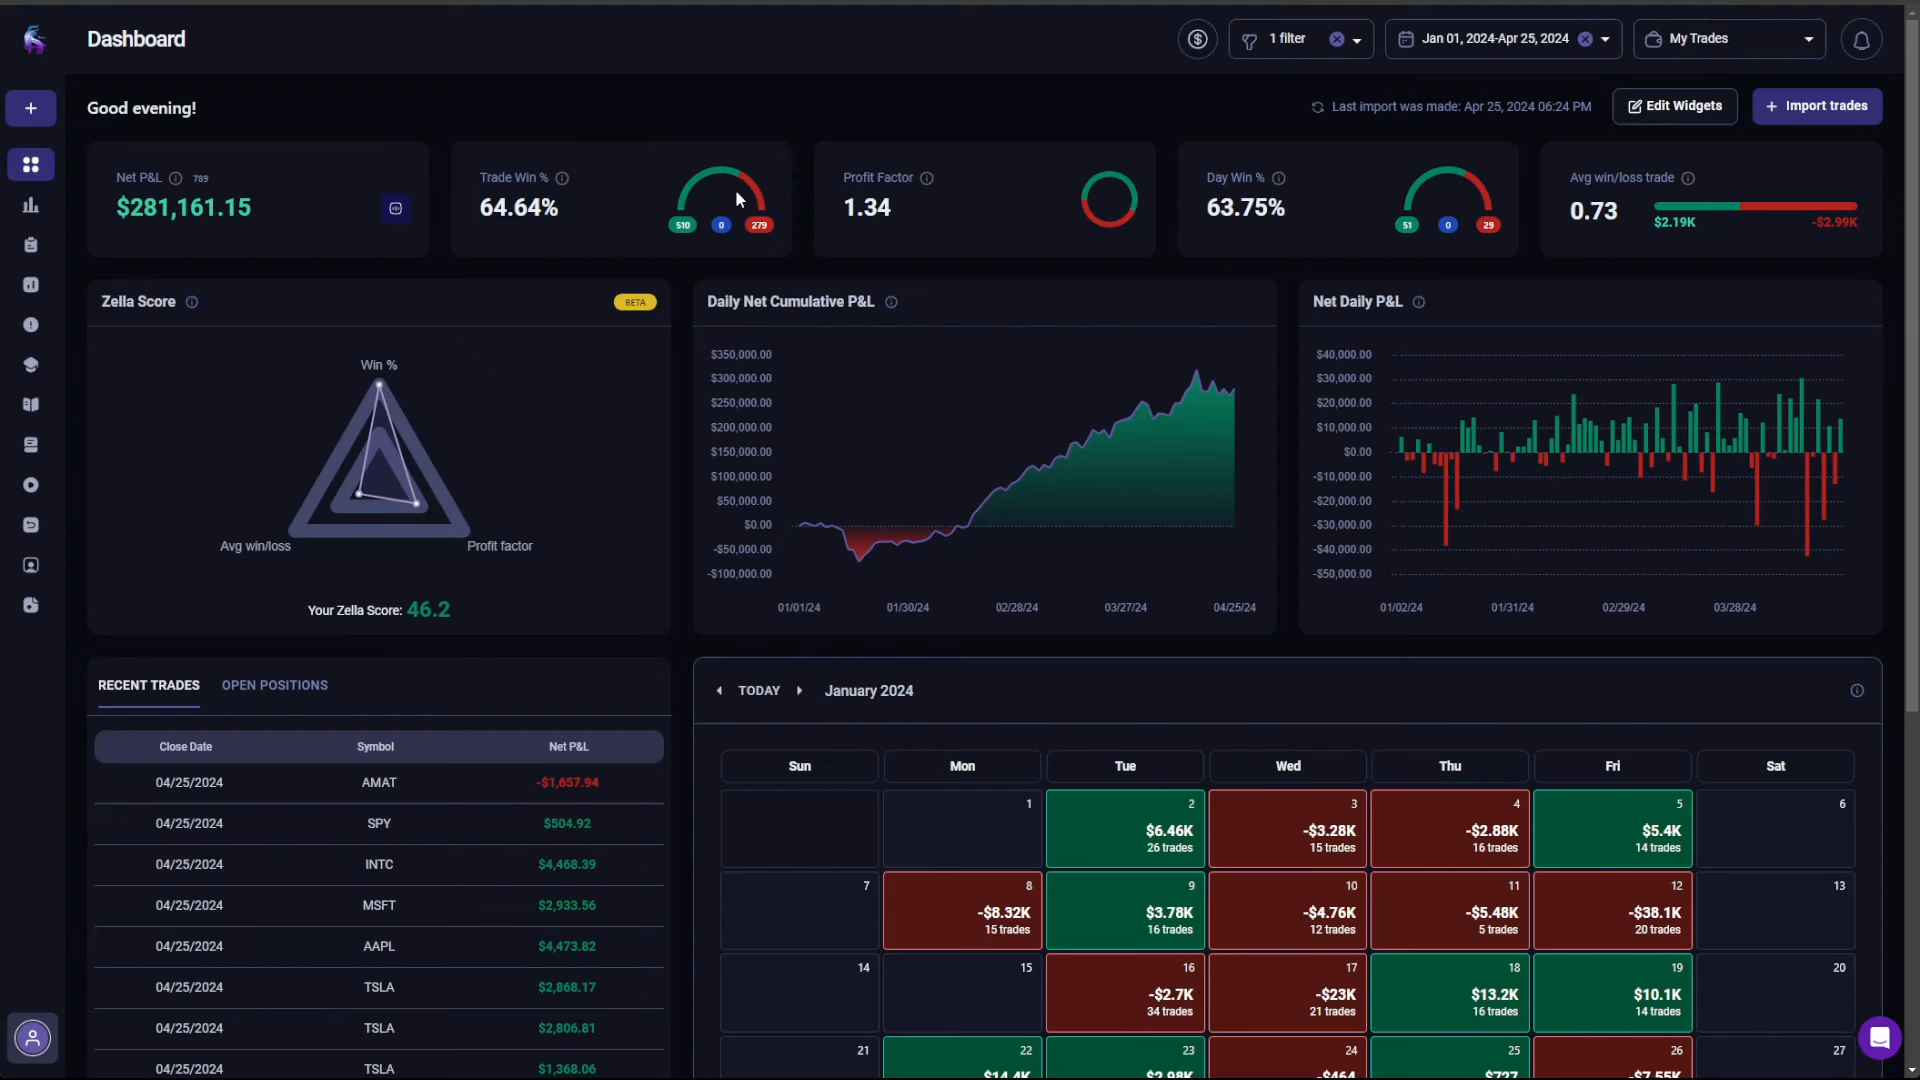 Dashboard
1 filter
Jan 01, 2024-Apr 25, 2024
My Trades
Good evening!
Last import was made: Apr 25, 2024 06:24 PM
Edit Widgets
+ Import trades
Net P&L 789
$281,161.15
Trade Win %
64.64%
510 0 279
Profit Factor
1.34
Day Win %
63.75%
51 0 29
Avg win/loss trade
0.73
$2.19K -$2.99K
Zella Score
BETA
Win %
Avg win/loss
Profit factor
Your Zella Score: 46.2
Daily Net Cumulative P&L
$350,000.00
$300,000.00
$250,000.00
$200,000.00
$150,000.00
$100,000.00
$50,000.00
$0.00
-$50,000.00
-$100,000.00
01/01/24 01/30/24 02/28/24 03/27/24 04/25/24
Net Daily P&L
$40,000.00
$30,000.00
$20,000.00
$10,000.00
$0.00
-$10,000.00
-$20,000.00
-$30,000.00
-$40,000.00
-$50,000.00
01/02/24 01/31/24 02/29/24 03/28/24
RECENT TRADES OPEN POSITIONS
Close Date Symbol Net P&L
04/25/2024 AMAT -$1,657.94
04/25/2024 SPY $504.92
04/25/2024 INTC $4,468.39
04/25/2024 MSFT $2,933.56
04/25/2024 AAPL $4,473.82
04/25/2024 TSLA $2,868.17
04/25/2024 TSLA $2,806.81
04/25/2024 TSLA $1,368.06
TODAY January 2024
Sun Mon Tue Wed Thu Fri Sat
1 2 3 4 5 6
$6.46K -$3.28K -$2.88K $5.4K
26 trades 15 trades 16 trades 14 trades
7 8 9 10 11 12 13
-$8.32K $3.78K -$4.76K -$5.48K -$38.1K
15 trades 16 trades 12 trades 5 trades 20 trades
14 15 16 17 18 19 20
-$2.7K -$23K $13.2K $10.1K
34 trades 21 trades 16 trades 14 trades
21 22 23 24 25 26 27
$14.4K $2.98K -$464 $727 -$7.55K